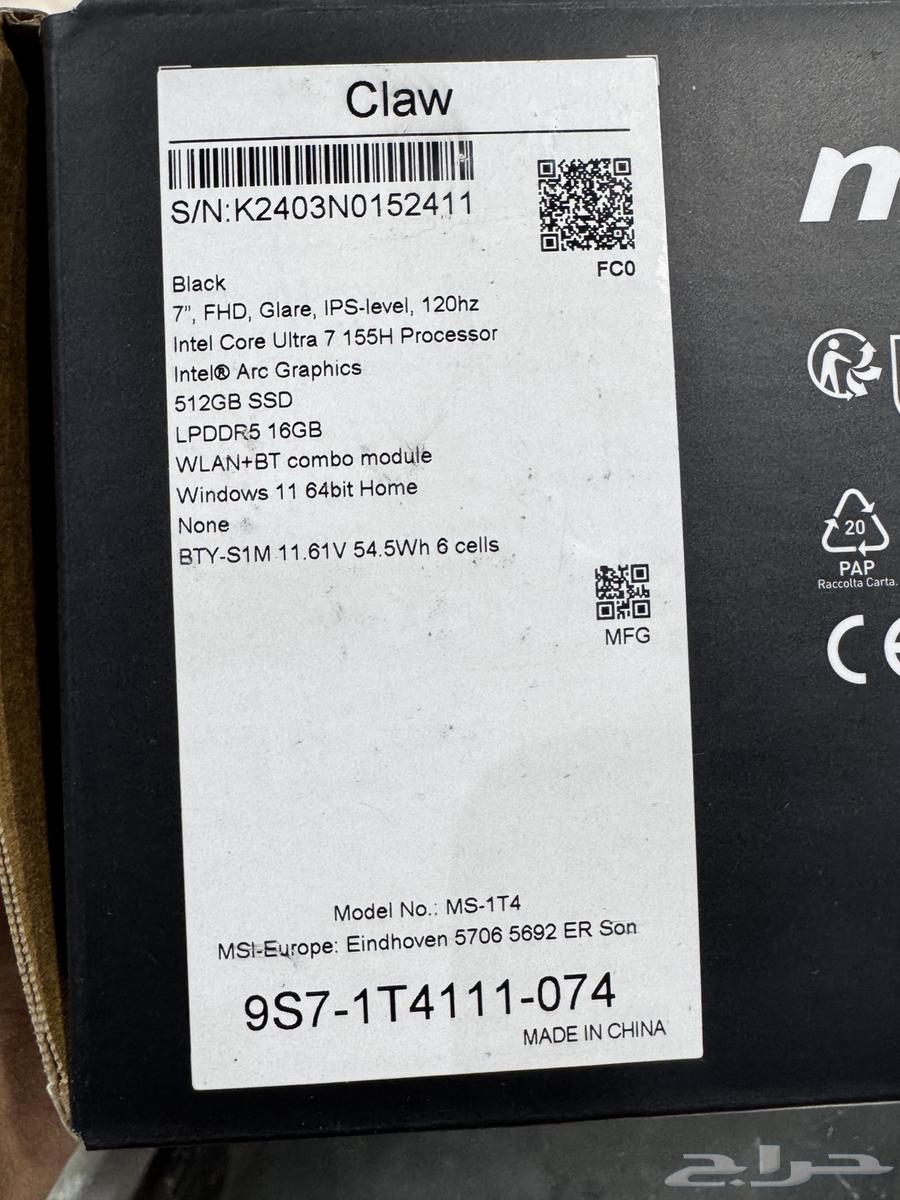 Claw
S/N:K2403N0152411
FC0
Black
7”, FHD, Glare, IPS-level, 120hz
Intel Core Ultra 7 155H Processor
Intel® Arc Graphics
512GB SSD
LPDDR5 16GB
WLAN+BT combo module
Windows 11 64bit Home
None
BTY-S1M 11.61V 54.5Wh 6 cells
MFG
Model No.: MS-1T4
MSI-Europe: Eindhoven 5706 5692 ER Son
9S7-1T4111-074
MADE IN CHINA
m
20
PAP
Raccolta Carta.
CE
حراج